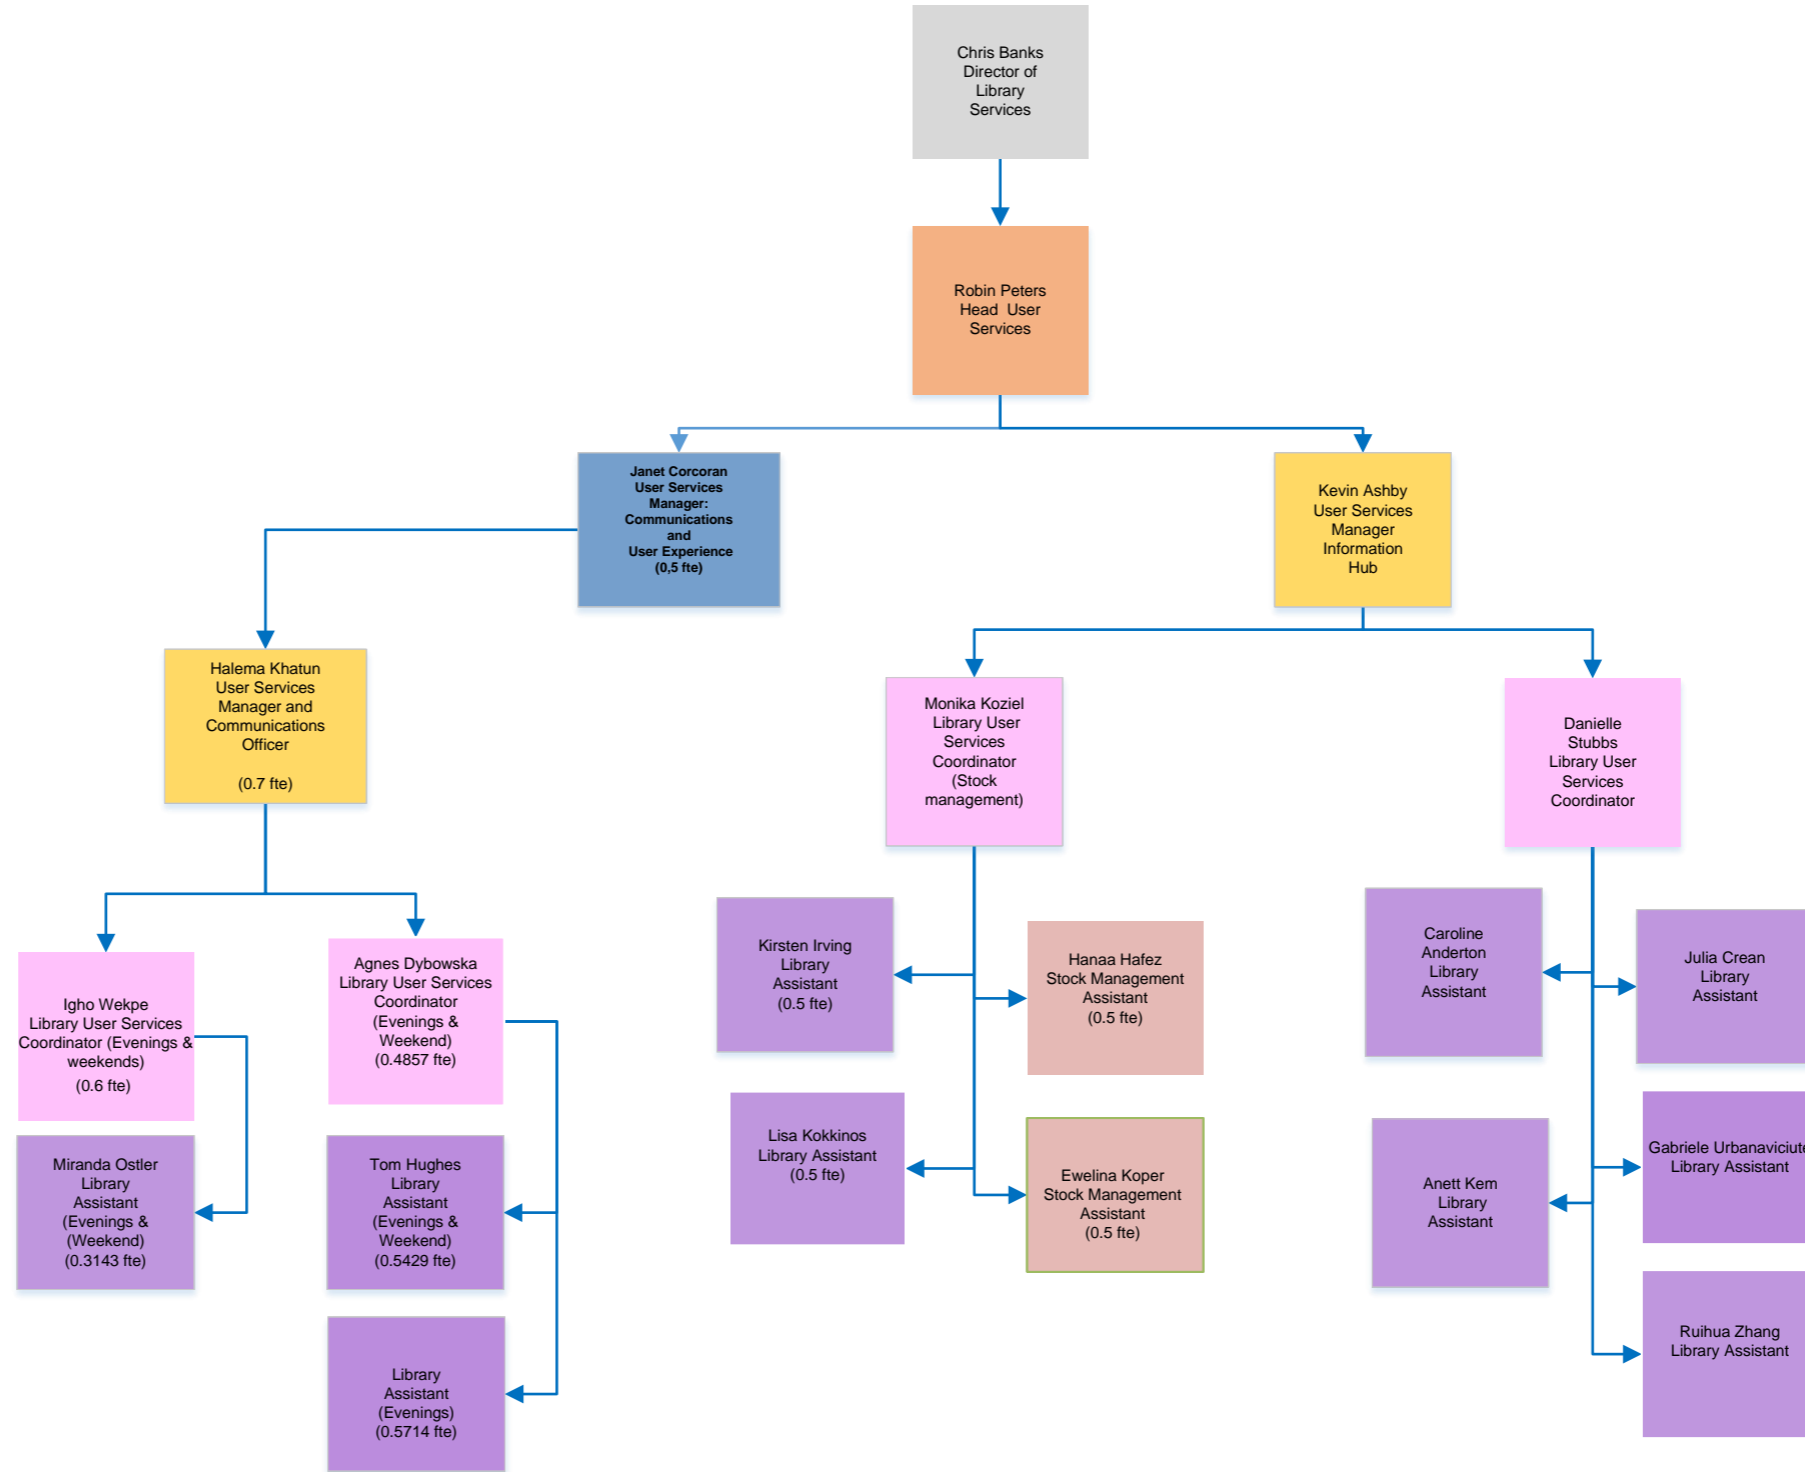 Chris Banks
Director of
Library
Services
Robin Peters
Head  User
Services
Janet Corcoran
User Services
Manager:
Communications
and
User Experience
(0,5 fte)
Kevin Ashby
User Services
Manager
Information
Hub
Halema Khatun
User Services
Manager and
Communications
Officer
(0.7 fte)
Monika Koziel
Library User
Services
Coordinator
(Stock
management)
Danielle
Stubbs
Library User
Services
Coordinator
Igho Wekpe
Library User Services
Coordinator (Evenings &
weekends)
(0.6 fte)
Agnes Dybowska
Library User Services
Coordinator
(Evenings &
Weekend)
(0.4857 fte)
Kirsten Irving
Library
Assistant
(0.5 fte)
Hanaa Hafez
Stock Management
Assistant
(0.5 fte)
Caroline
Anderton
Library
Assistant
Julia Crean
Library
Assistant
Miranda Ostler
Library
Assistant
(Evenings &
(Weekend)
(0.3143 fte)
Tom Hughes
Library
Assistant
(Evenings &
Weekend)
(0.5429 fte)
Lisa Kokkinos
Library Assistant
(0.5 fte)
Ewelina Koper
Stock Management
Assistant
(0.5 fte)
Anett Kem
Library
Assistant
Gabriele Urbanaviciute
Library Assistant
Library
Assistant
(Evenings)
(0.5714 fte)
Ruihua Zhang
Library Assistant